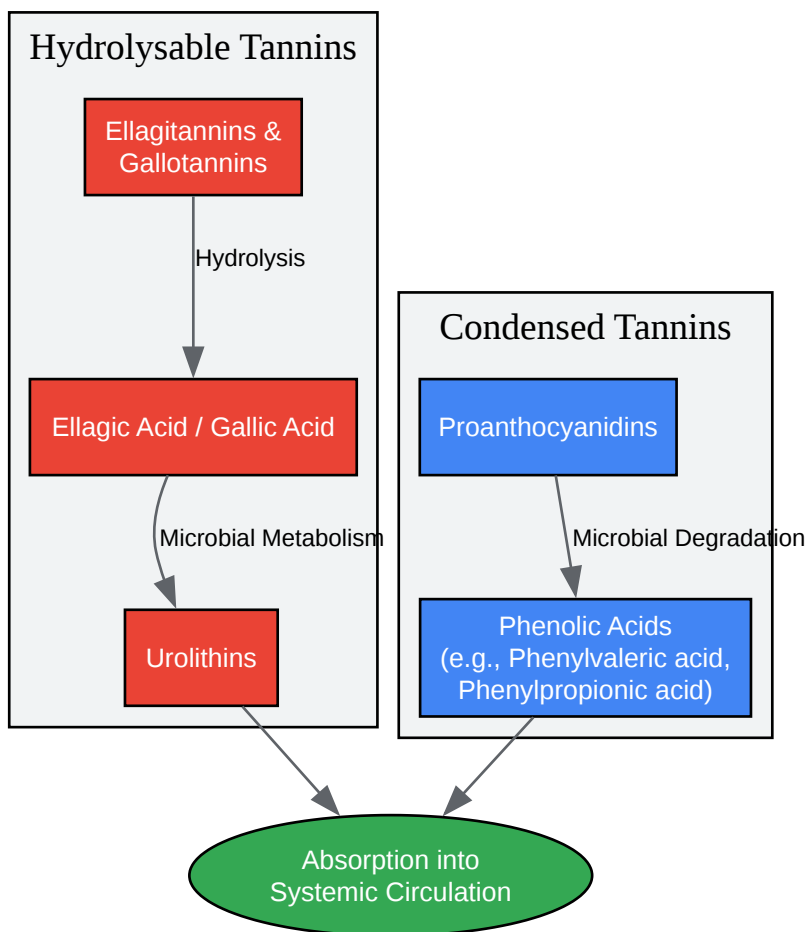 Hydrolysable Tannins
Ellagitannins &
Gallotannins
Hydrolysis
Ellagic Acid / Gallic Acid
Microbial Metabolism
Urolithins
Condensed Tannins
Proanthocyanidins
Microbial Degradation
Phenolic Acids
(e.g., Phenylvaleric acid,
Phenylpropionic acid)
Absorption into
Systemic Circulation